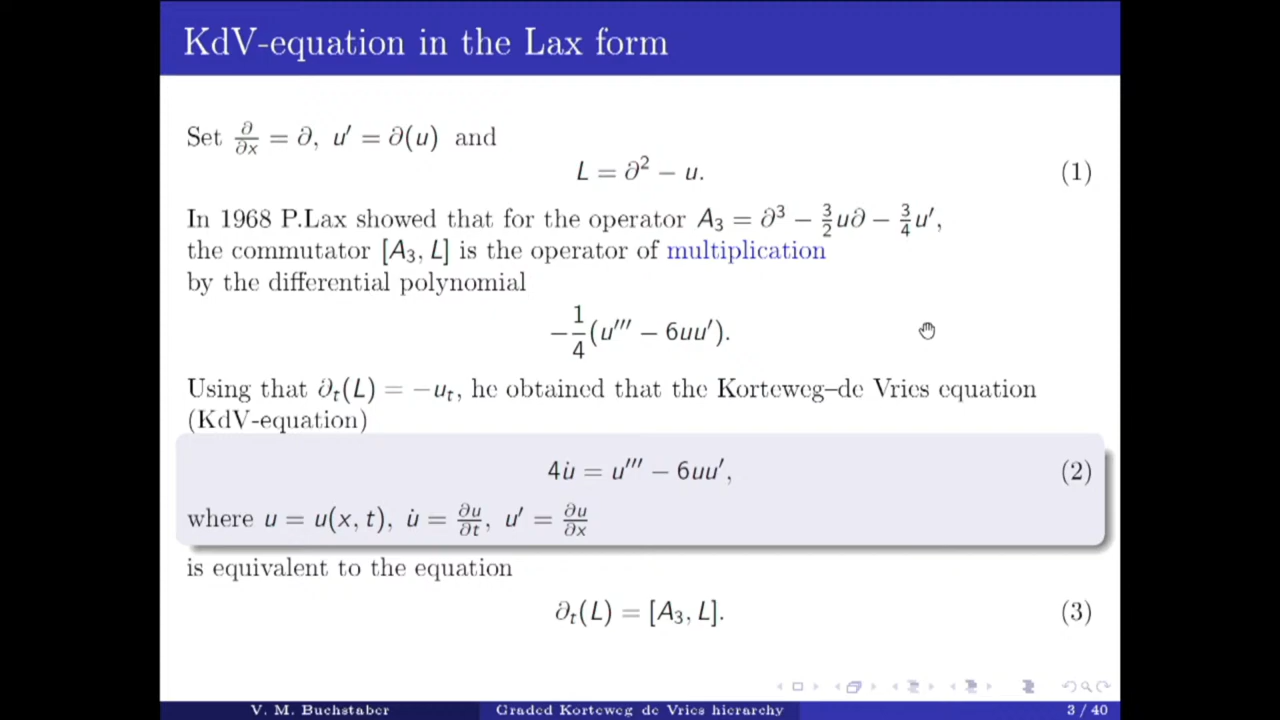 KdV-equation in the Lax form
Set ∂/∂x = ∂, u′ = ∂(u) and
L = ∂² − u. (1)
In 1968 P.Lax showed that for the operator A₃ = ∂³ − 3/2 u∂ − 3/4 u′,
the commutator [A₃, L] is the operator of multiplication
by the differential polynomial
−1/4 (u‴ − 6uu′).
Using that ∂ₜ(L) = −uₜ, he obtained that the Korteweg–de Vries equation
(KdV-equation)
4u̇ = u‴ − 6uu′, (2)
where u = u(x, t), u̇ = ∂u/∂t, u′ = ∂u/∂x
is equivalent to the equation
∂ₜ(L) = [A₃, L]. (3)
V. M. Buchstaber Graded Korteweg de Vries hierarchy 3 / 40